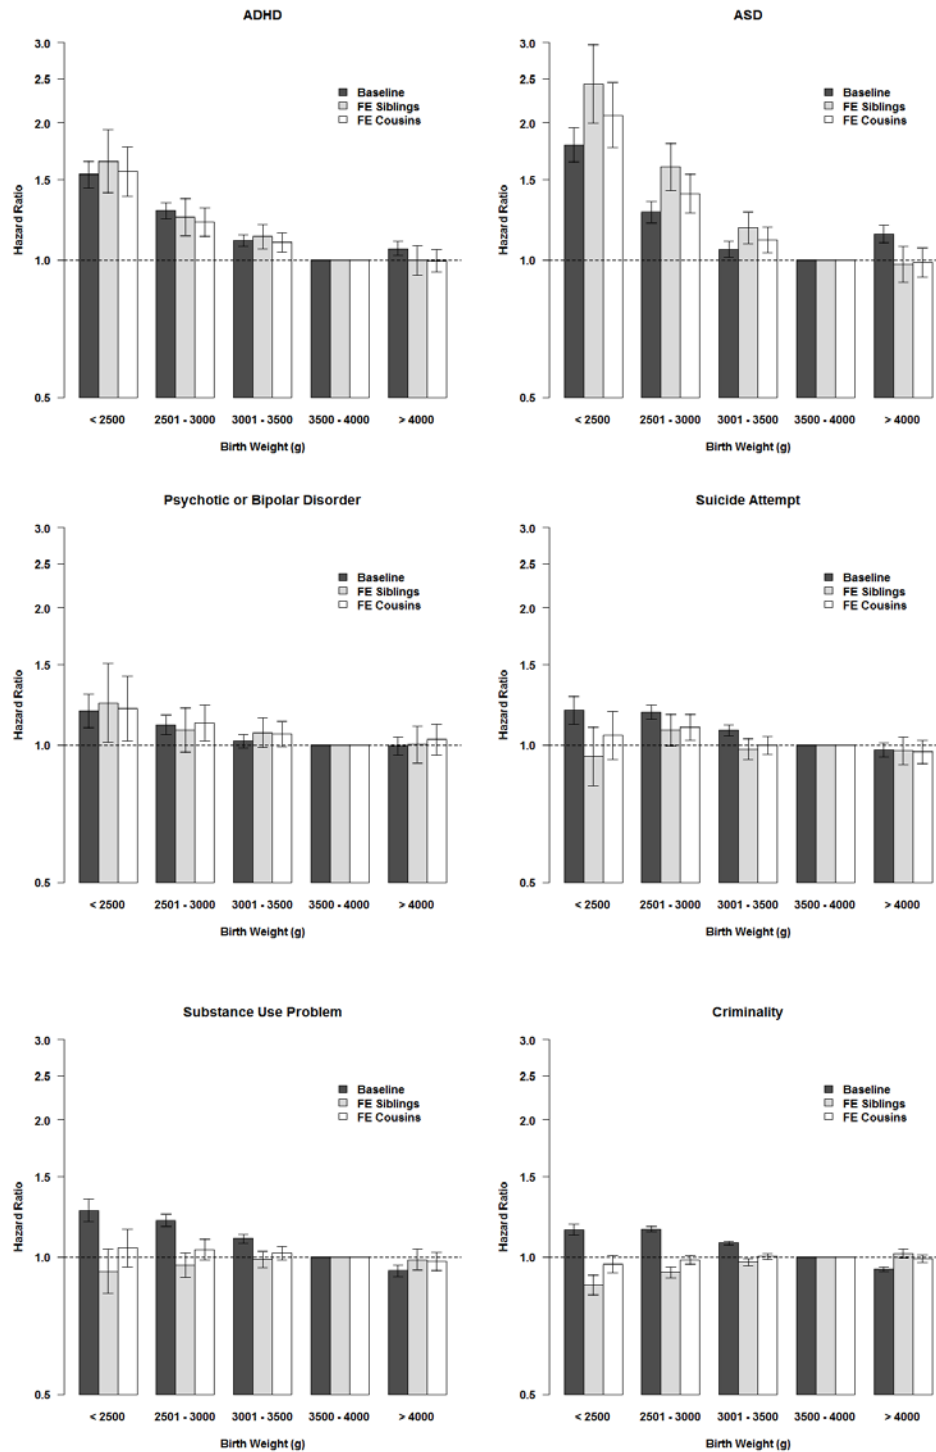 ADHD
3.0
2.5
2.0
1.5
1.0
0.5
Hazard Ratio
Baseline
FE Siblings
FE Cousins
< 2500 2501 - 3000 3001 - 3500 3500 - 4000 > 4000
Birth Weight (g)
ASD
3.0
2.5
2.0
1.5
1.0
0.5
Hazard Ratio
Baseline
FE Siblings
FE Cousins
< 2500 2501 - 3000 3001 - 3500 3500 - 4000 > 4000
Birth Weight (g)
Psychotic or Bipolar Disorder
3.0
2.5
2.0
1.5
1.0
0.5
Hazard Ratio
Baseline
FE Siblings
FE Cousins
< 2500 2501 - 3000 3001 - 3500 3500 - 4000 > 4000
Birth Weight (g)
Suicide Attempt
3.0
2.5
2.0
1.5
1.0
0.5
Hazard Ratio
Baseline
FE Siblings
FE Cousins
< 2500 2501 - 3000 3001 - 3500 3500 - 4000 > 4000
Birth Weight (g)
Substance Use Problem
3.0
2.5
2.0
1.5
1.0
0.5
Hazard Ratio
Baseline
FE Siblings
FE Cousins
< 2500 2501 - 3000 3001 - 3500 3500 - 4000 > 4000
Birth Weight (g)
Criminality
3.0
2.5
2.0
1.5
1.0
0.5
Hazard Ratio
Baseline
FE Siblings
FE Cousins
< 2500 2501 - 3000 3001 - 3500 3500 - 4000 > 4000
Birth Weight (g)